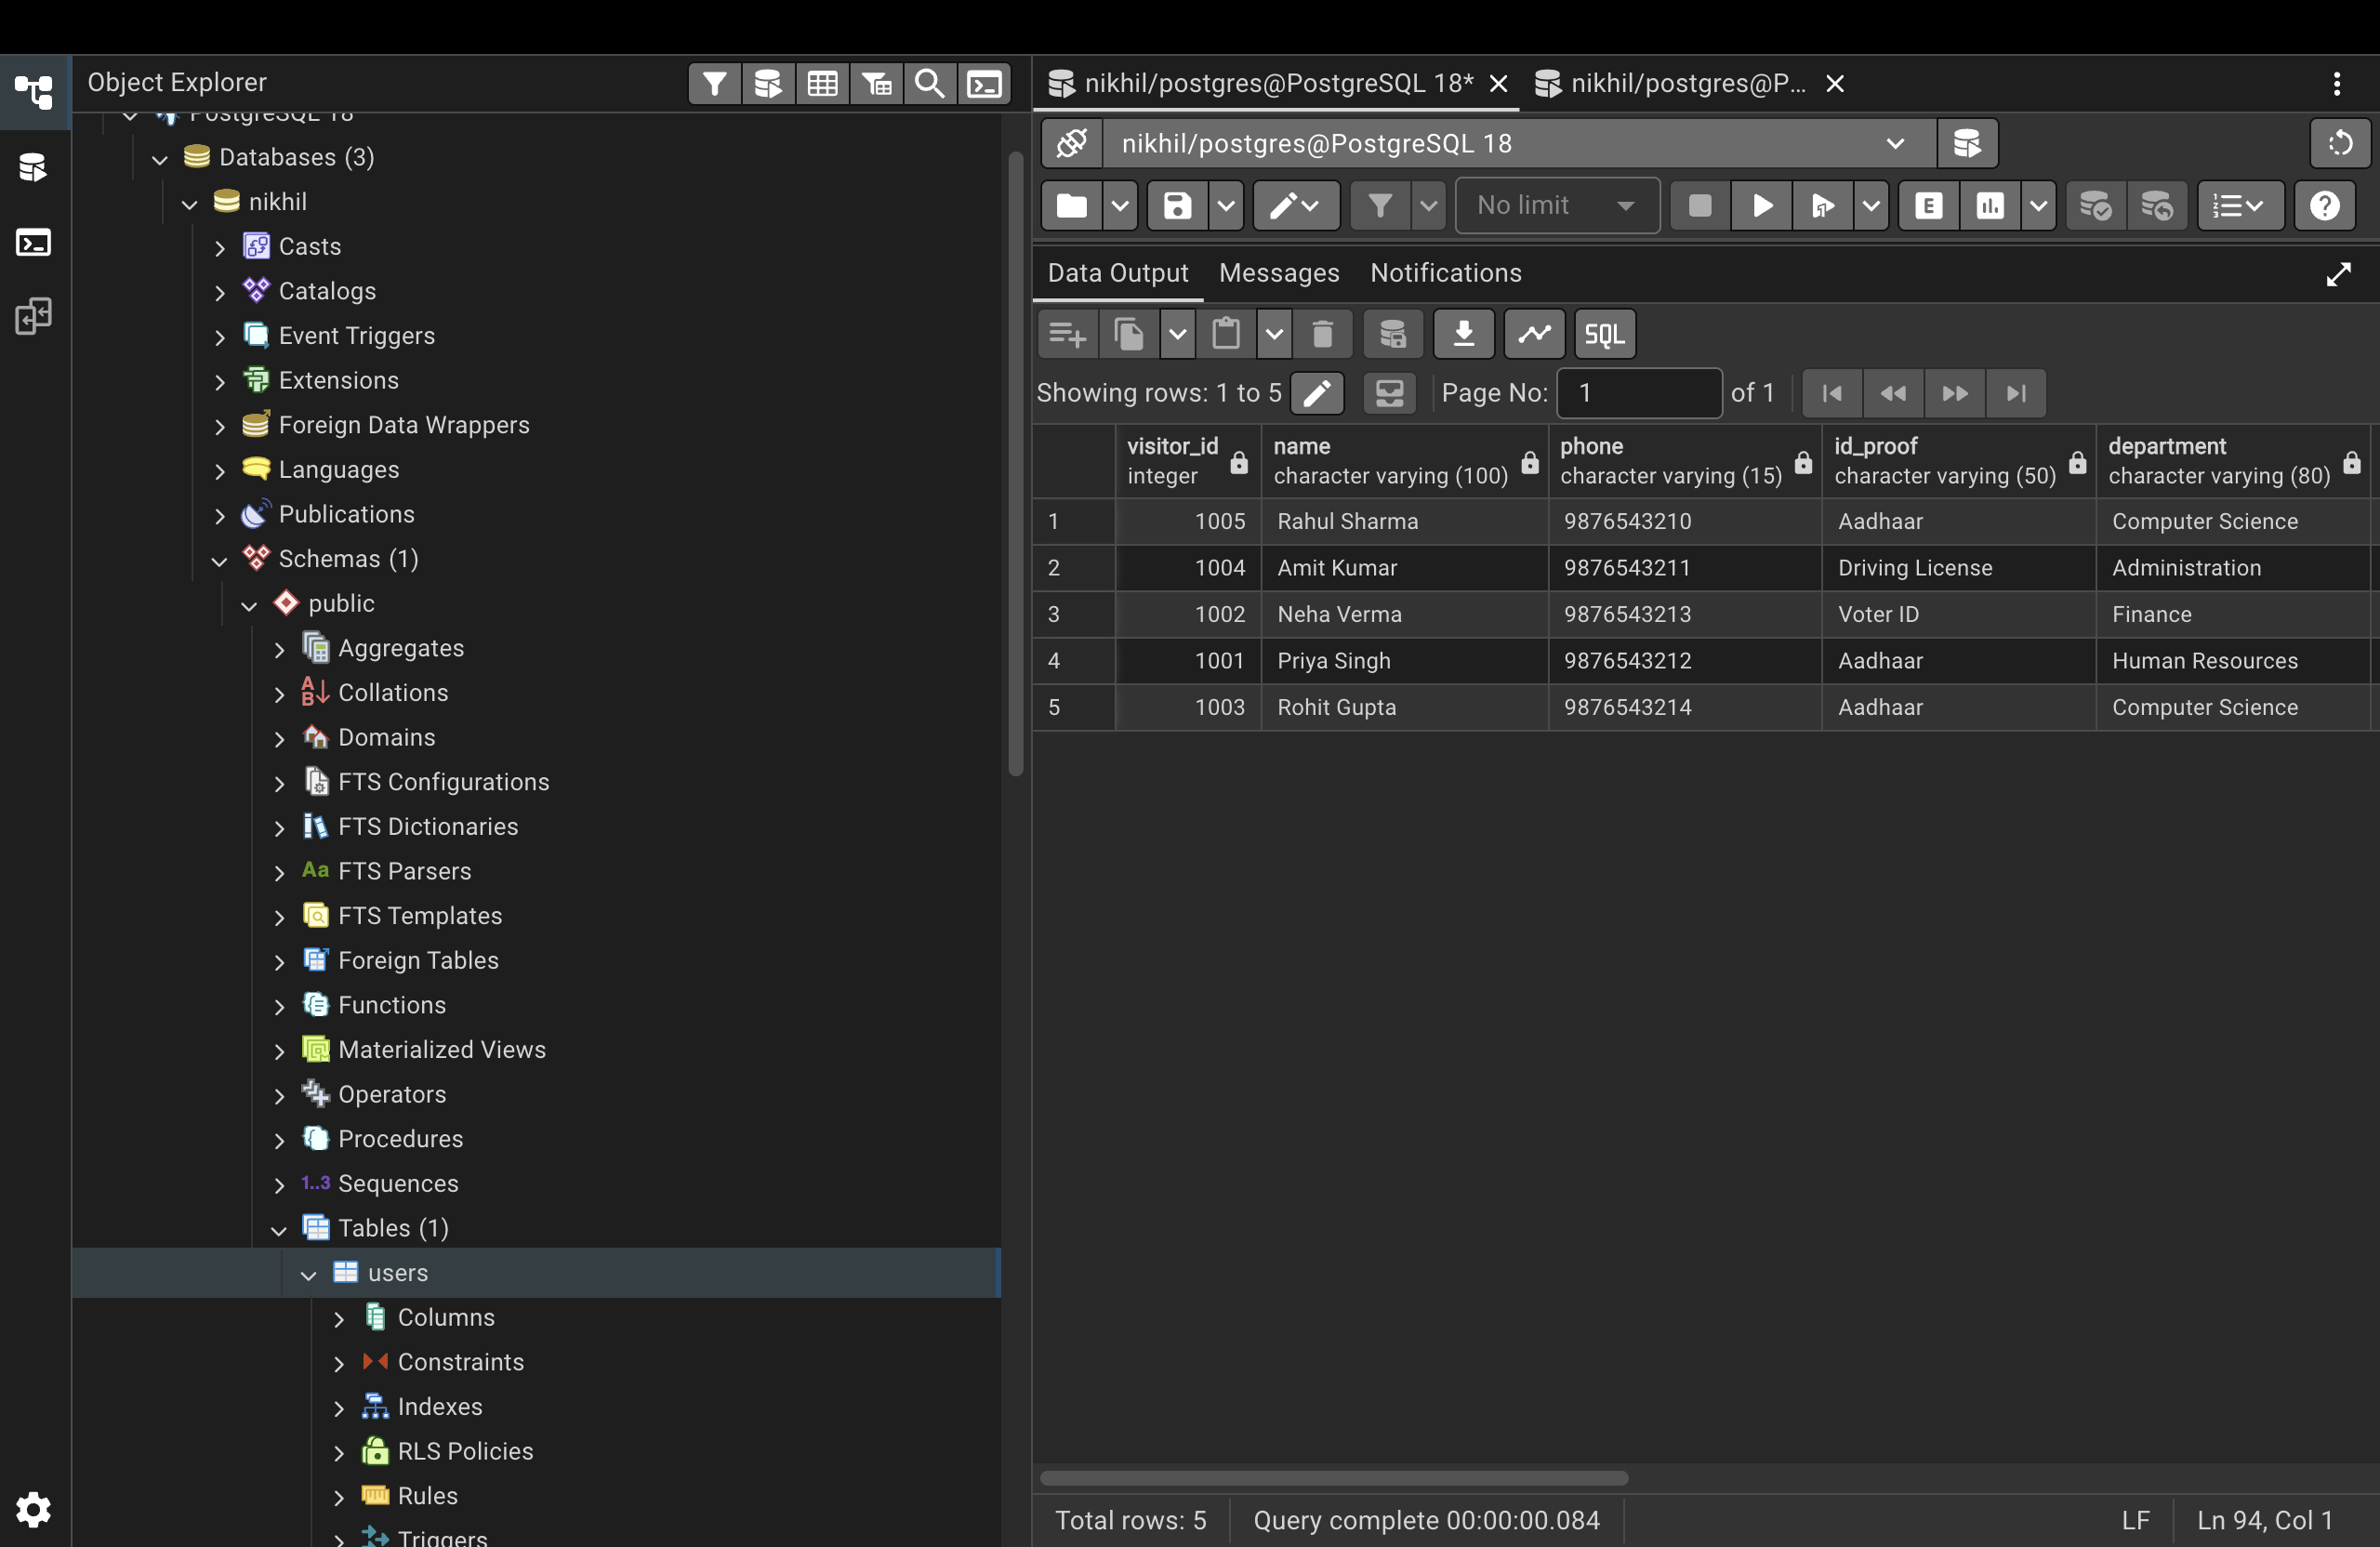 Object Explorer
PostgreSQL 18
Databases (3)
nikhil
Casts
Catalogs
Event Triggers
Extensions
Foreign Data Wrappers
Languages
Publications
Schemas (1)
public
Aggregates
Collations
Domains
FTS Configurations
FTS Dictionaries
Aa FTS Parsers
FTS Templates
Foreign Tables
Functions
Materialized Views
Operators
Procedures
1..3 Sequences
Tables (1)
users
Columns
Constraints
Indexes
RLS Policies
Rules
Triggers
nikhil/postgres@PostgreSQL 18* nikhil/postgres@P...
nikhil/postgres@PostgreSQL 18
No limit E
Data Output Messages Notifications
SQL
Showing rows: 1 to 5 Page No: 1 of 1
visitor_id name phone id_proof department
integer character varying (100) character varying (15) character varying (50) character varying (80)
1 1005 Rahul Sharma 9876543210 Aadhaar Computer Science
2 1004 Amit Kumar 9876543211 Driving License Administration
3 1002 Neha Verma 9876543213 Voter ID Finance
4 1001 Priya Singh 9876543212 Aadhaar Human Resources
5 1003 Rohit Gupta 9876543214 Aadhaar Computer Science
Total rows: 5 Query complete 00:00:00.084 LF Ln 94, Col 1